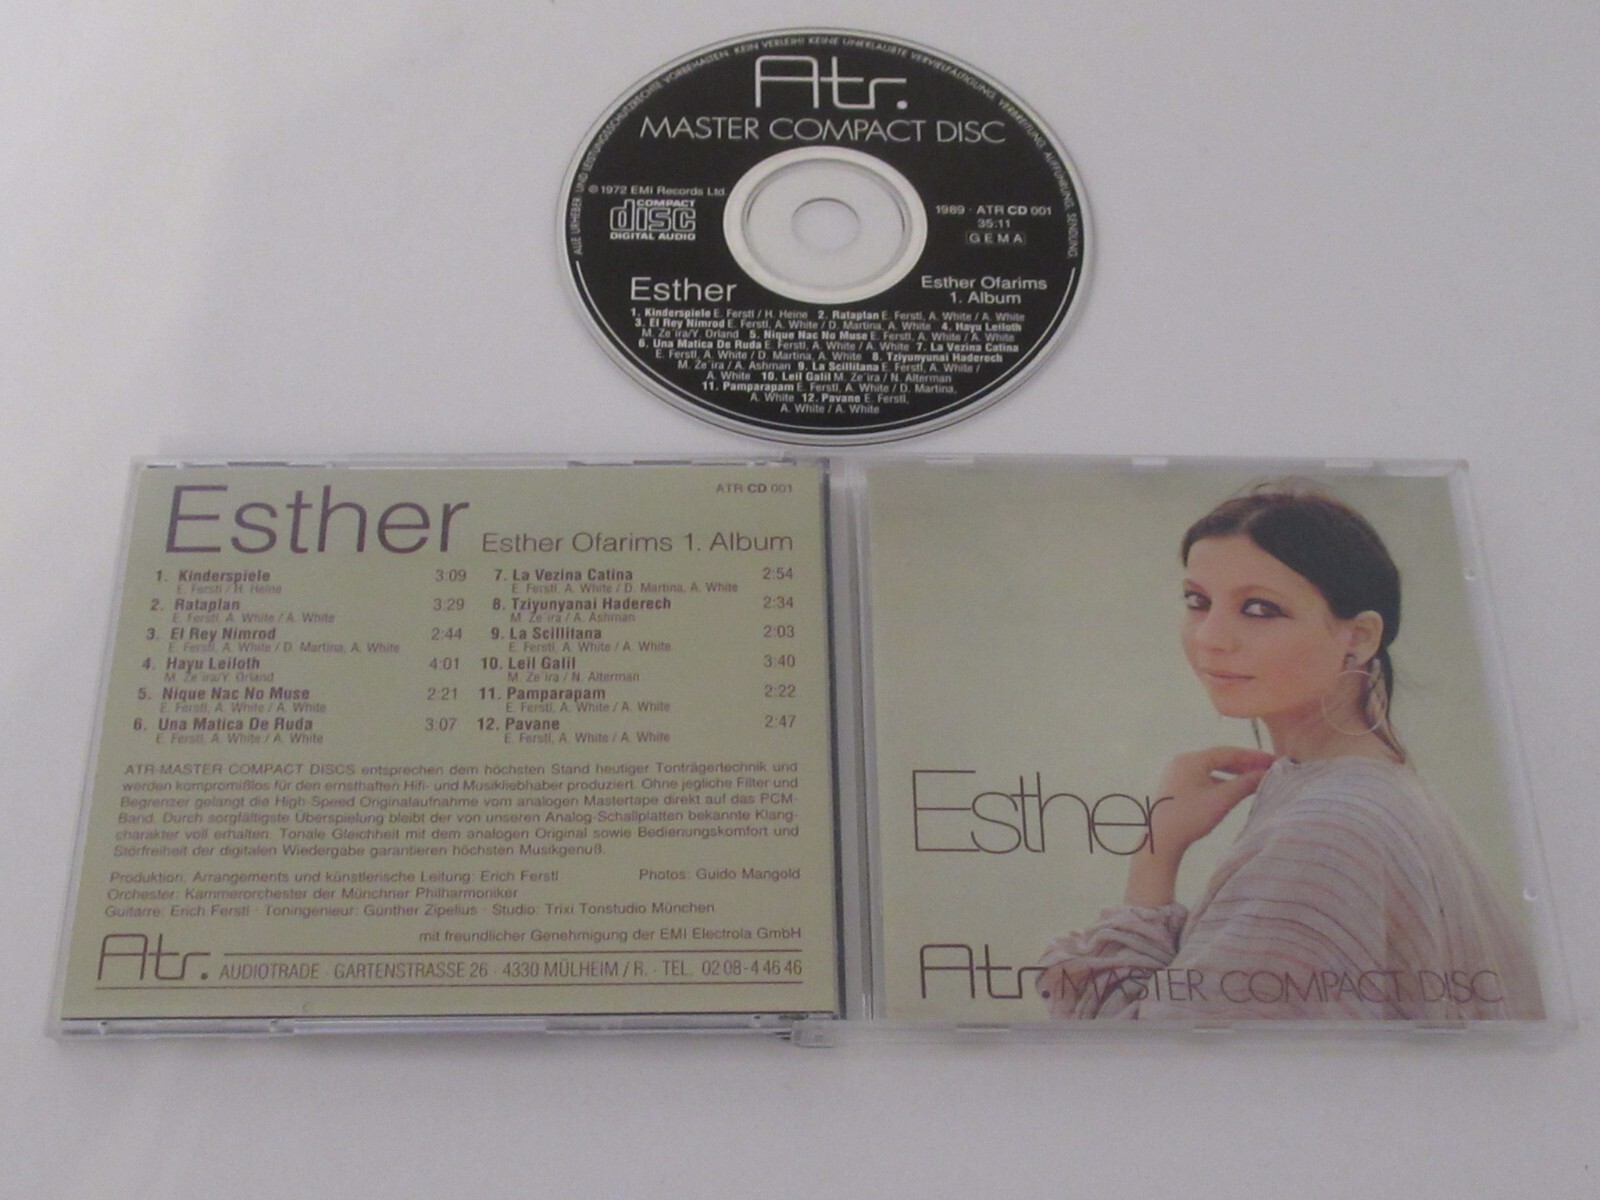 ALLE URHEBER- UND LEISTUNGSSCHUTZRECHTE VORBEHALTEN. KEIN VERLEIH! KEINE UNERLAUBTE VERVIELFÄLTIGUNG, VERBREITUNG, AUFFÜHRUNG, SENDUNG.
Atr.
MASTER COMPACT DISC
℗ 1972 EMI Records Ltd.
COMPACT
disc
DIGITAL AUDIO
1989 · ATR CD 001
35:11
GEMA
Esther
Esther Ofarims
1. Album
1. Kinderspiele E. Ferstl / H. Heine 2. Rataplan E. Ferstl, A. White / A. White
3. El Rey Nimrod E. Ferstl, A. White / D. Martina, A. White 4. Hayu Leiloth
M. Ze´ira/Y. Orland 5. Nique Nac No Muse E. Ferstl, A. White / A. White
6. Una Matica De Ruda E. Ferstl, A. White / A. White 7. La Vezina Catina
E. Ferstl, A. White / D. Martina, A. White 8. Tziyunyunai Haderech
M. Ze´ira / A. Ashman 9. La Scillitana E. Ferstl, A. White /
A. White 10. Leil Galil M. Ze´ira / N. Alterman
11. Pamparapam E. Ferstl, A. White / D. Martina,
A. White 12. Pavane E. Ferstl,
A. White / A. White
ATR CD 001
Esther Esther Ofarims 1. Album
1. Kinderspiele 3:09
E. Ferstl / H. Heine
2. Rataplan 3:29
E. Ferstl, A. White / A. White
3. El Rey Nimrod 2:44
E. Ferstl, A. White / D. Martina, A. White
4. Hayu Leiloth 4:01
M. Ze´ira/Y. Orland
5. Nique Nac No Muse 2:21
E. Ferstl, A. White / A. White
6. Una Matica De Ruda 3:07
E. Ferstl, A. White / A. White
7. La Vezina Catina 2:54
E. Ferstl, A. White / D. Martina, A. White
8. Tziyunyanai Haderech 2:34
M. Ze´ira / A. Ashman
9. La Scillitana 2:03
E. Ferstl, A. White / A. White
10. Leil Galil 3:40
M. Ze´ira / N. Alterman
11. Pamparapam 2:22
E. Ferstl, A. White / A. White
12. Pavane 2:47
E. Ferstl, A. White / A. White
ATR-MASTER COMPACT DISCS entsprechen dem höchsten Stand heutiger Tonträgertechnik und
werden kompromißlos für den ernsthaften Hifi- und Musikliebhaber produziert. Ohne jegliche Filter und
Begrenzer gelangt die High-Speed Originalaufnahme vom analogen Mastertape direkt auf das PCM-
Band. Durch sorgfältigste Überspielung bleibt der von unseren Analog-Schallplatten bekannte Klang-
charakter voll erhalten. Tonale Gleichheit mit dem analogen Original sowie Bedienungskomfort und
Störfreiheit der digitalen Wiedergabe garantieren höchsten Musikgenuß.
Produktion, Arrangements und künstlerische Leitung: Erich Ferstl Photos: Guido Mangold
Orchester: Kammerorchester der Münchner Philharmoniker
Guitarre: Erich Ferstl · Toningenieur: Günther Zipelius · Studio: Trixi Tonstudio München
mit freundlicher Genehmigung der EMI Electrola GmbH
Atr. AUDIOTRADE · GARTENSTRASSE 26 · 4330 MÜLHEIM / R. · TEL. 02 08 - 4 46 46
Esther
Atr. MASTER COMPACT DISC